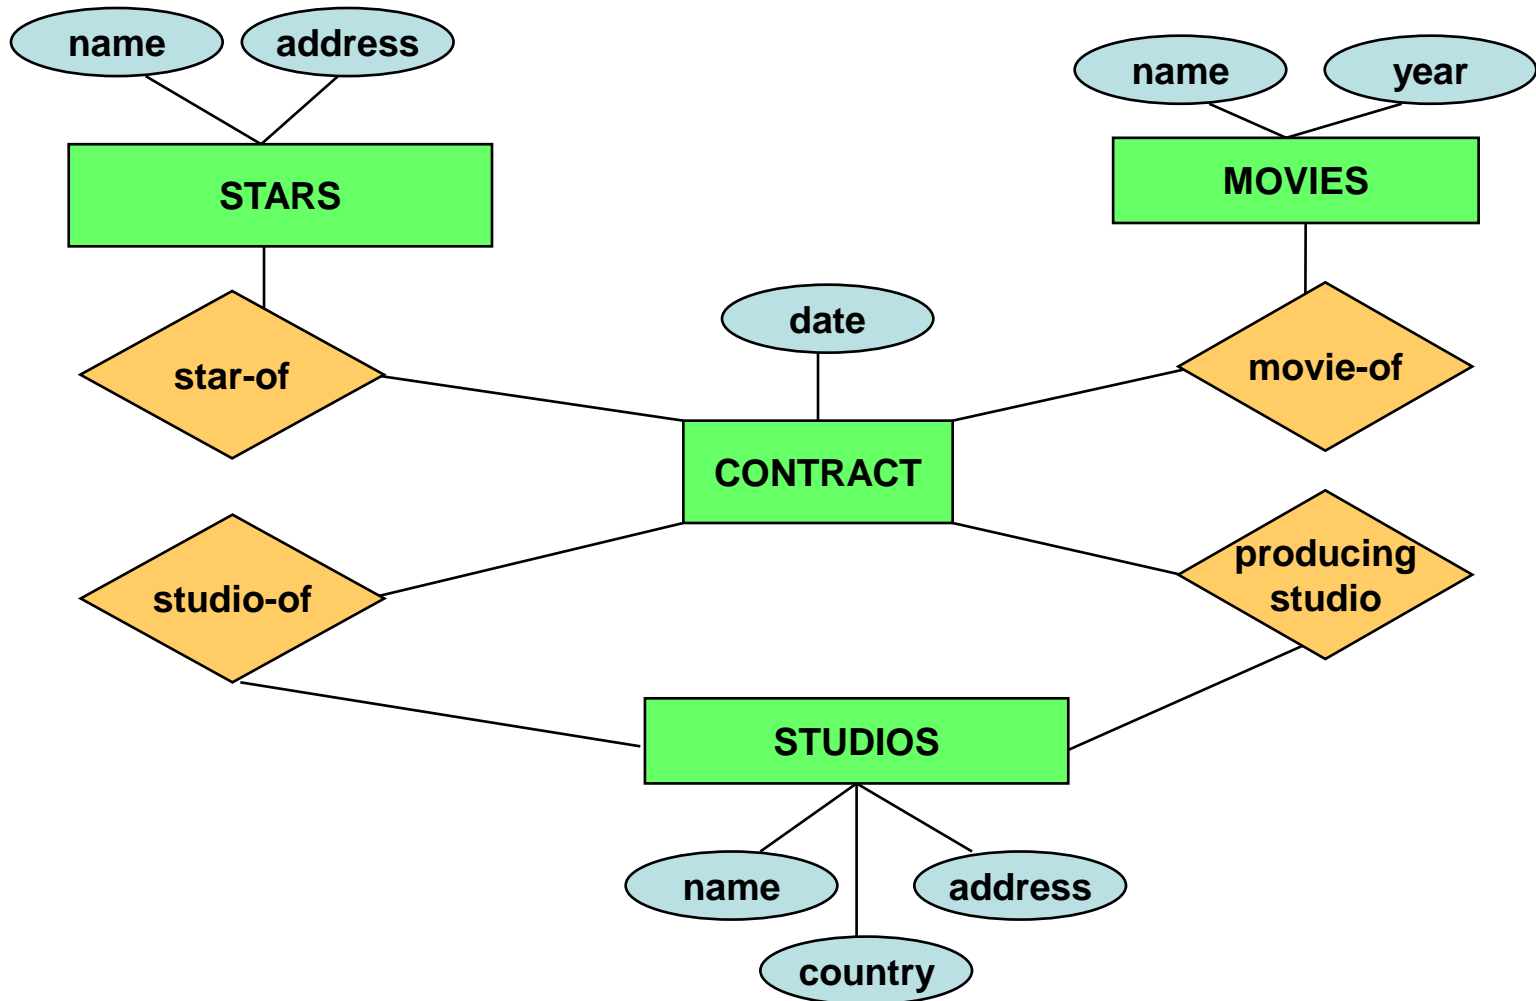 name
address
name
year
STARS
MOVIES
date
star-of
movie-of
CONTRACT
studio-of
producing
studio
STUDIOS
name
address
country